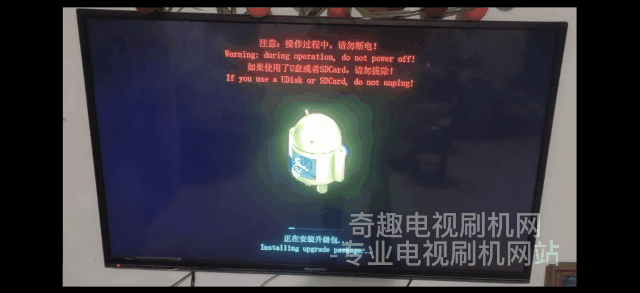 注意：操作过程中，请勿断电！
Warning: during operation, do not power off!
如果使用了U盘或者SDCard，请勿拔除！
If you use a UDisk or SDCard, do not unplug!
正在安装升级包...
Installing upgrade package...
奇趣电视刷机网
-专业电视刷机网站